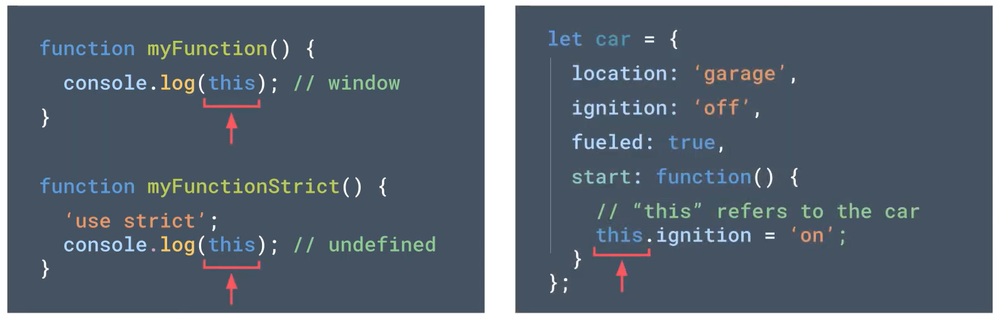 function myFunction() {
console.log(this); // window
}
function myFunctionStrict() {
‘use strict’;
console.log(this); // undefined
}
let car = {
location: ‘garage’,
ignition: ‘off’,
fueled: true,
start: function() {
// “this” refers to the car
this.ignition = ‘on’;
}
};